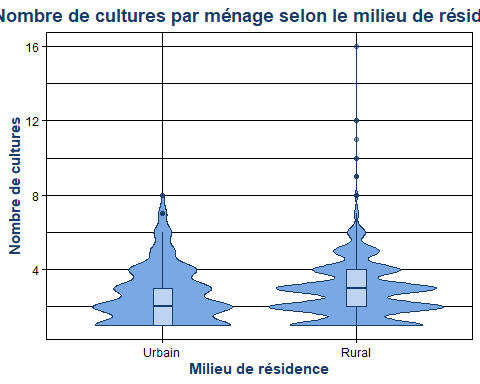 Nombre de cultures par ménage selon le milieu de résid
Nombre de cultures
16
12
8
4
Urbain
Rural
Milieu de résidence